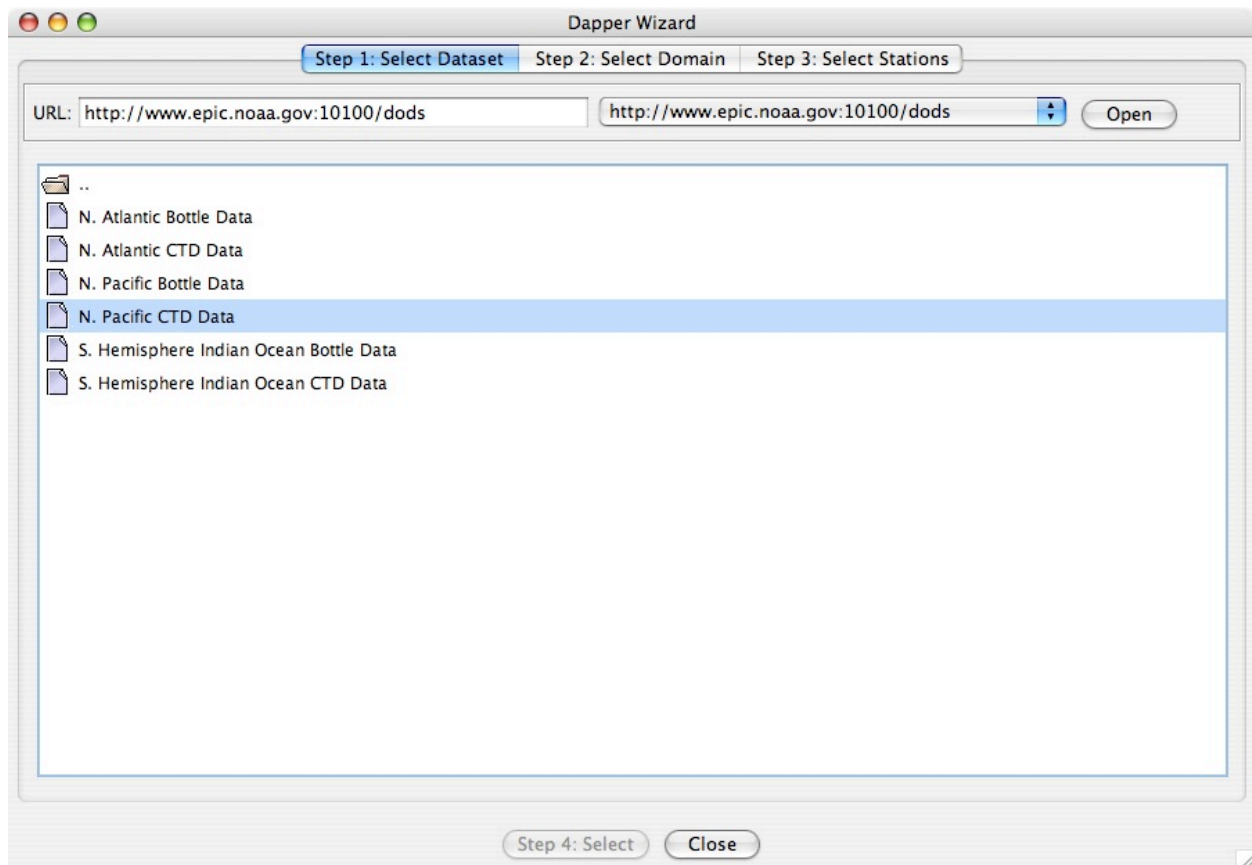 Dapper Wizard
Step 1: Select Dataset Step 2: Select Domain Step 3: Select Stations
URL: http://www.epic.noaa.gov:10100/dods http://www.epic.noaa.gov:10100/dods Open
..
N. Atlantic Bottle Data
N. Atlantic CTD Data
N. Pacific Bottle Data
N. Pacific CTD Data
S. Hemisphere Indian Ocean Bottle Data
S. Hemisphere Indian Ocean CTD Data
Step 4: Select Close